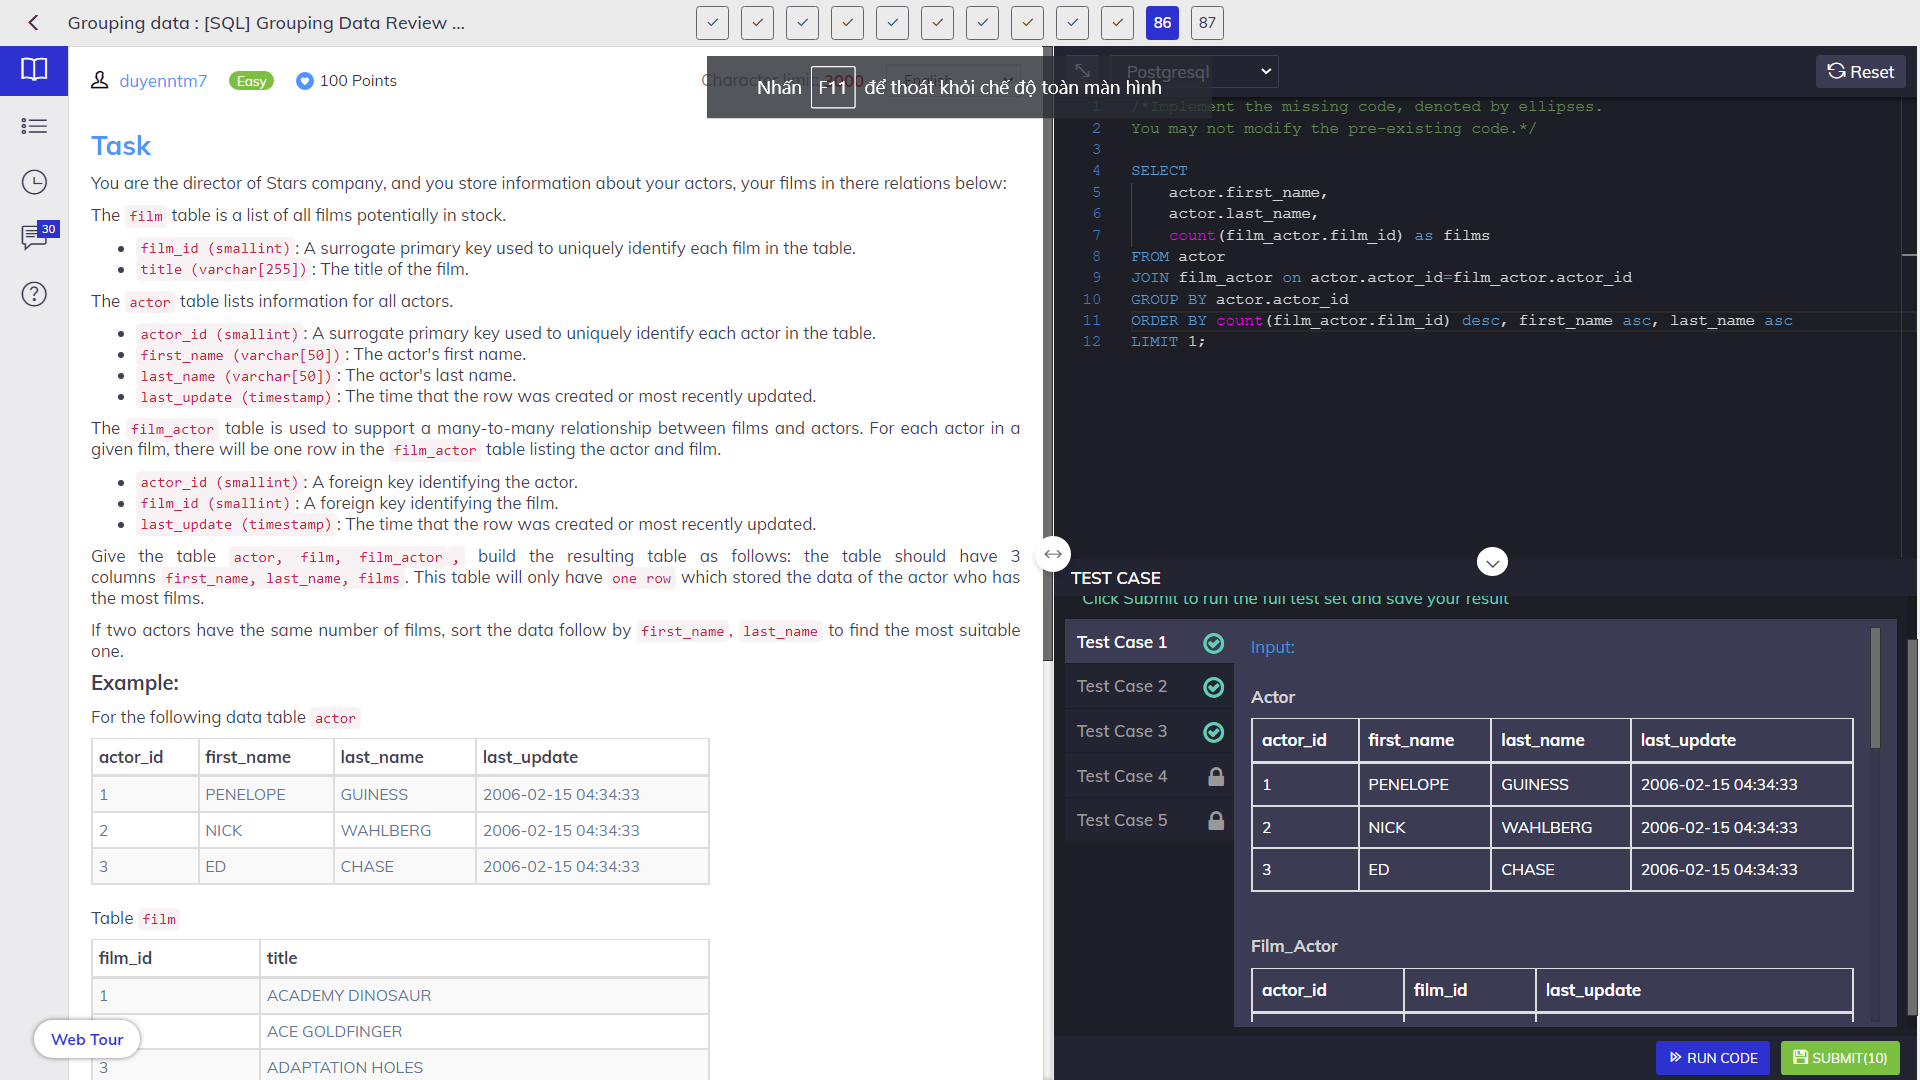 Grouping data : [SQL] Grouping Data Review ...
86
87
duyenntm7
Easy
100 Points
Character limit: 3000
English
Nhấn F11 để thoát khỏi chế độ toàn màn hình
Postgresql
Reset
30
Task
You are the director of Stars company, and you store information about your actors, your films in there relations below:
The film table is a list of all films potentially in stock.
film_id (smallint) : A surrogate primary key used to uniquely identify each film in the table.
title (varchar[255]) : The title of the film.
The actor table lists information for all actors.
actor_id (smallint) : A surrogate primary key used to uniquely identify each actor in the table.
first_name (varchar[50]) : The actor's first name.
last_name (varchar[50]) : The actor's last name.
last_update (timestamp) : The time that the row was created or most recently updated.
The film_actor table is used to support a many-to-many relationship between films and actors. For each actor in a
given film, there will be one row in the film_actor table listing the actor and film.
actor_id (smallint) : A foreign key identifying the actor.
film_id (smallint) : A foreign key identifying the film.
last_update (timestamp) : The time that the row was created or most recently updated.
Give the table actor, film, film_actor , build the resulting table as follows: the table should have 3
columns first_name, last_name, films. This table will only have one row which stored the data of the actor who has
the most films.
If two actors have the same number of films, sort the data follow by first_name, last_name to find the most suitable
one.
Example:
For the following data table actor
actor_id first_name last_name last_update
1 PENELOPE GUINESS 2006-02-15 04:34:33
2 NICK WAHLBERG 2006-02-15 04:34:33
3 ED CHASE 2006-02-15 04:34:33
Table film
film_id title
1 ACADEMY DINOSAUR
ACE GOLDFINGER
3 ADAPTATION HOLES
Web Tour
1 /*Implement the missing code, denoted by ellipses.
2 You may not modify the pre-existing code.*/
3
4 SELECT
5 actor.first_name,
6 actor.last_name,
7 count(film_actor.film_id) as films
8 FROM actor
9 JOIN film_actor on actor.actor_id=film_actor.actor_id
10 GROUP BY actor.actor_id
11 ORDER BY count(film_actor.film_id) desc, first_name asc, last_name asc
12 LIMIT 1;
TEST CASE
Click Submit to run the full test set and save your result
Test Case 1
Test Case 2
Test Case 3
Test Case 4
Test Case 5
Input:
Actor
actor_id first_name last_name last_update
1 PENELOPE GUINESS 2006-02-15 04:34:33
2 NICK WAHLBERG 2006-02-15 04:34:33
3 ED CHASE 2006-02-15 04:34:33
Film_Actor
actor_id film_id last_update
RUN CODE
SUBMIT(10)